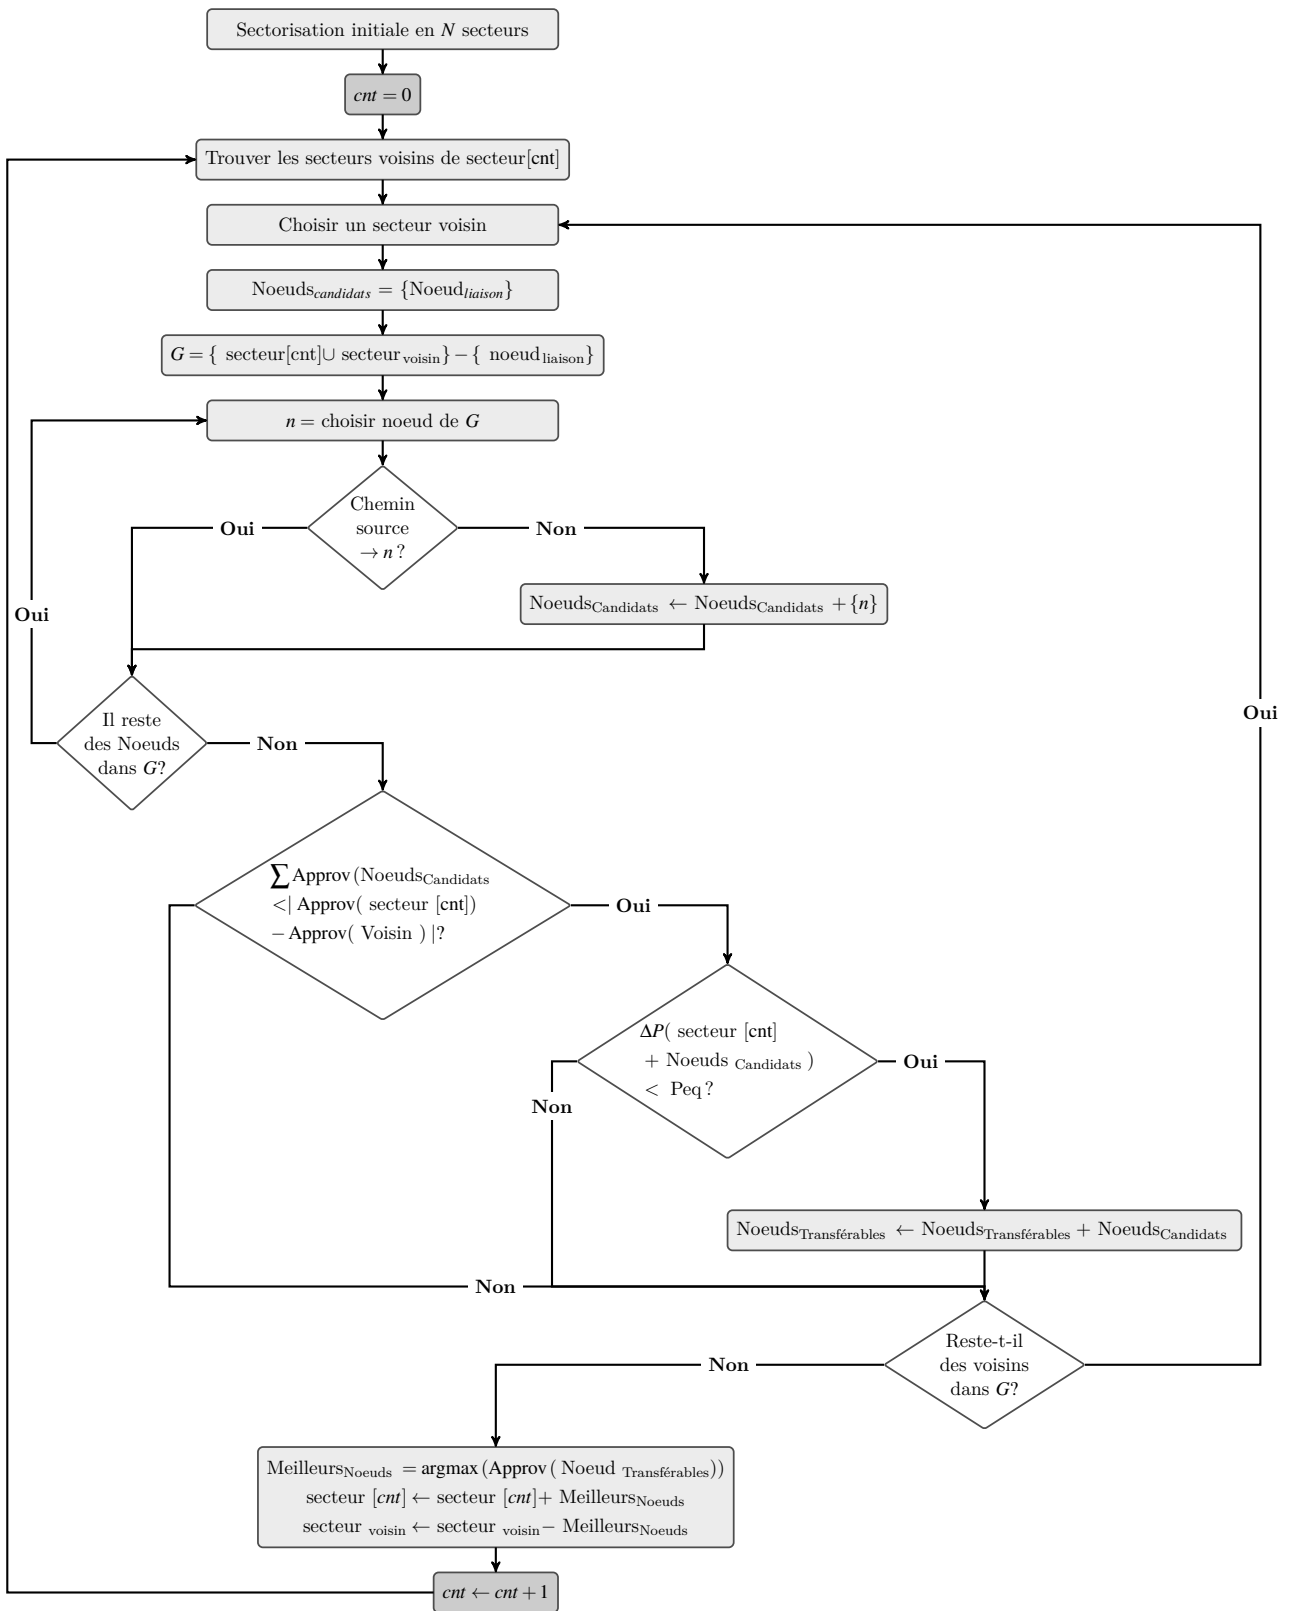 Sectorisation initiale en N secteurs
cnt = 0
Trouver les secteurs voisins de secteur[cnt]
Choisir un secteur voisin
Noeuds_candidats = {Noeud_liaison}
G = { secteur[cnt]∪ secteur_voisin} − { noeud_liaison}
n = choisir noeud de G
Chemin
source
→ n ?
Oui
Non
Noeuds_Candidats ← Noeuds_Candidats + {n}
Oui
Il reste
des Noeuds
dans G?
Non
Oui
∑ Approv(Noeuds_Candidats
<| Approv( secteur [cnt])
− Approv( Voisin ) |?
Oui
ΔP( secteur [cnt]
+ Noeuds _Candidats )
< Peq ?
Oui
Non
Noeuds_Transférables ← Noeuds_Transférables + Noeuds_Candidats
Non
Reste-t-il
des voisins
dans G?
Non
Meilleurs_Noeuds = argmax (Approv ( Noeud _Transférables))
secteur [cnt] ← secteur [cnt]+ Meilleurs_Noeuds
secteur _voisin ← secteur _voisin − Meilleurs_Noeuds
cnt ← cnt + 1